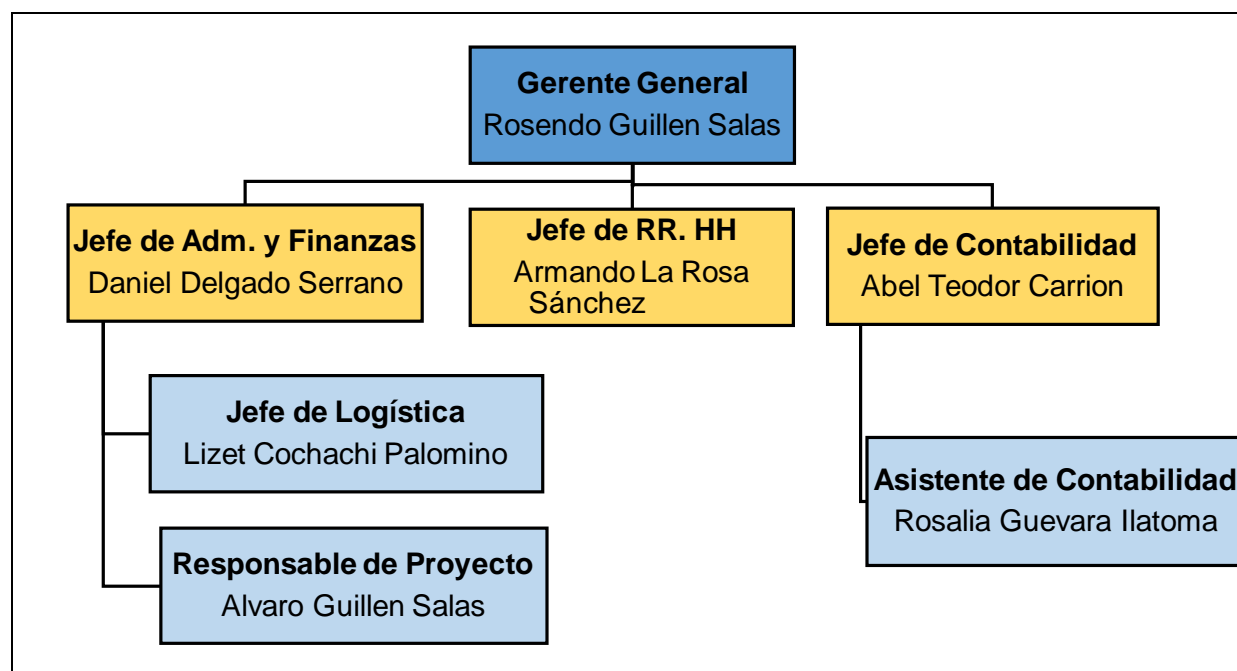 Gerente General
Rosendo Guillen Salas
Jefe de Adm. y Finanzas
Daniel Delgado Serrano
Jefe de RR. HH
Armando La Rosa
Sánchez
Jefe de Contabilidad
Abel Teodor Carrion
Jefe de Logística
Lizet Cochachi Palomino
Responsable de Proyecto
Alvaro Guillen Salas
Asistente de Contabilidad
Rosalia Guevara Ilatoma